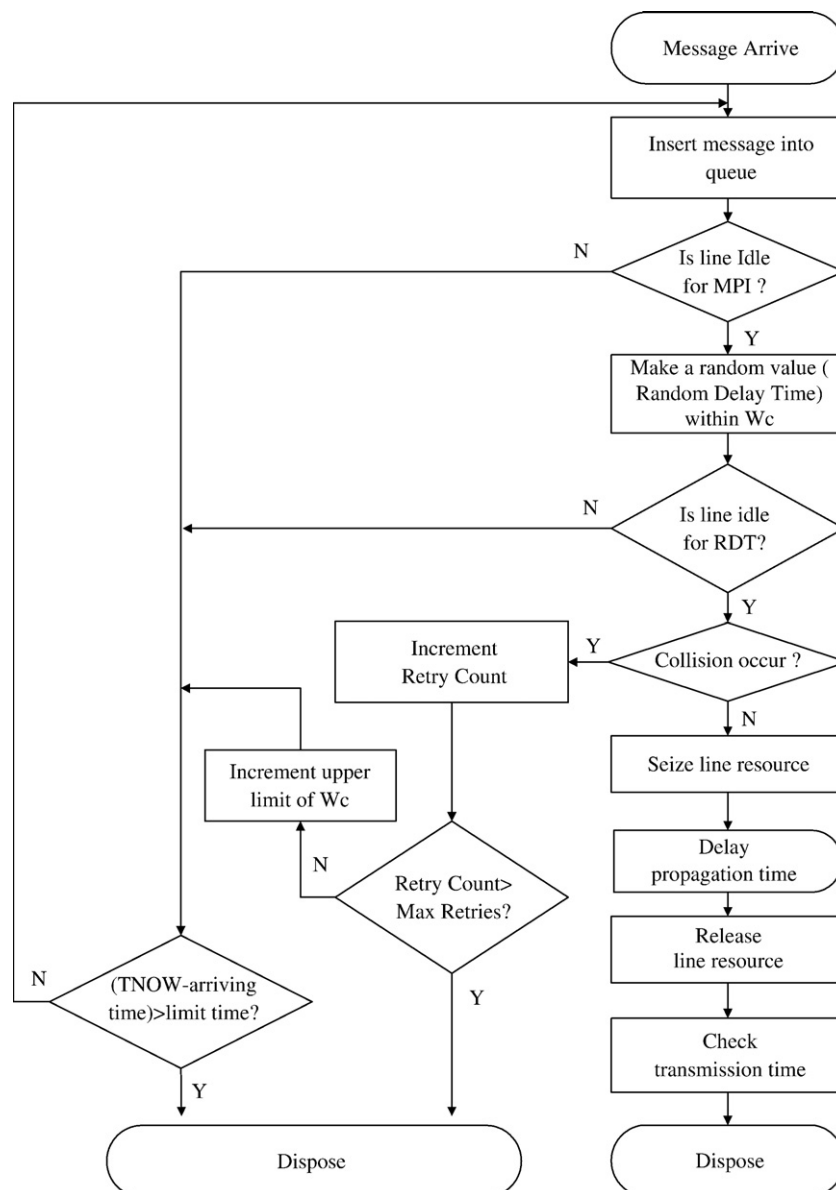 Message Arrive
Insert message into
queue
N
Is line Idle
for MPI ?
Y
Make a random value (
Random Delay Time)
within Wc
N
Is line idle
for RDT?
Y
Increment
Retry Count
Y
Collision occur ?
N
Seize line resource
Increment upper
limit of Wc
Delay
propagation time
N
Retry Count>
Max Retries?
Release
line resource
N
(TNOW-arriving
time)>limit time?
Y
Check
transmission time
Y
Dispose
Dispose